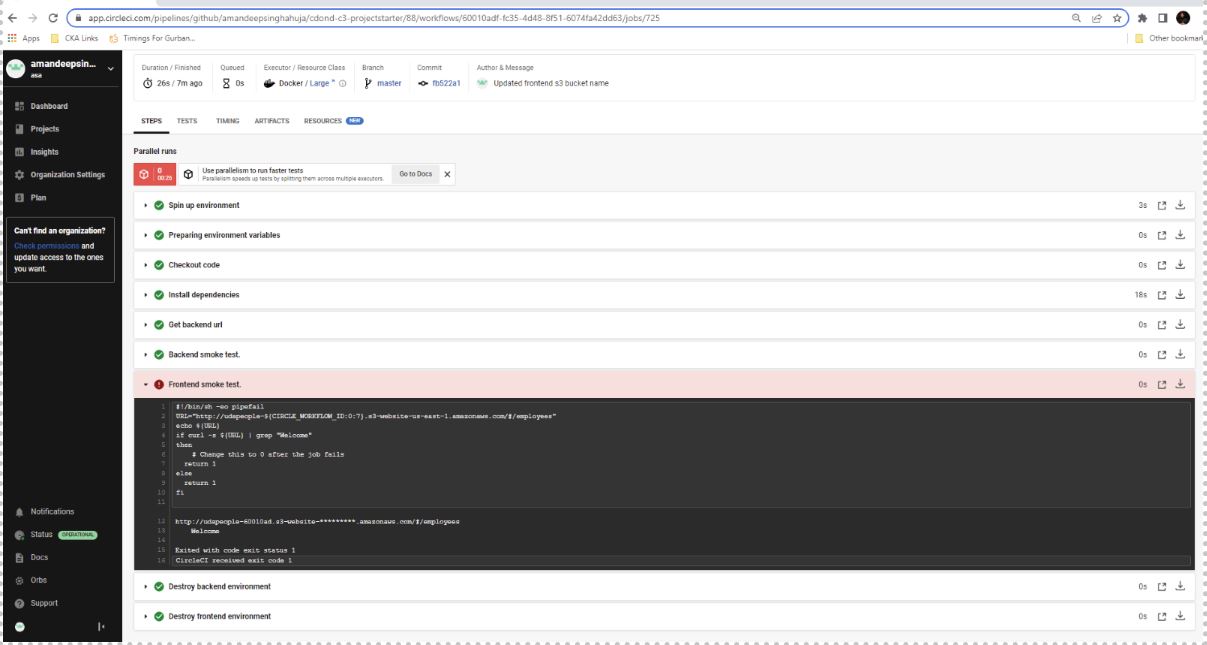 app.circleci.com/pipelines/github/amandeepsinghahuja/cdond-c3-projectstarter/88/workflows/60010adf-fc35-4d48-8f51-6074fa42dd63/jobs/725
Apps CKA Links Timings For Gurban... Other bookmark
amandeepsin...
asa
Dashboard
Projects
Insights
Organization Settings
Plan
Can't find an organization?
Check permissions and
update access to the ones
you want.
Notifications
Status OPERATIONAL
Docs
Orbs
Support
Duration / Finished Queued Executor / Resource Class Branch Commit Author & Message
26s / 7m ago 0s Docker / Large master fb522a1 Updated frontend s3 bucket name
STEPS TESTS TIMING ARTIFACTS RESOURCES NEW
Parallel runs
0
00:26
Use parallelism to run faster tests
Parallelism speeds up tests by splitting them across multiple executors.
Go to Docs
Spin up environment 3s
Preparing environment variables 0s
Checkout code 0s
Install dependencies 18s
Get backend url 0s
Backend smoke test. 0s
Frontend smoke test. 0s
1 #!/bin/sh -eo pipefail
2 URL="http://udapeople-${CIRCLE_WORKFLOW_ID:0:7}.s3-website-us-east-1.amazonaws.com/#/employees"
3 echo ${URL}
4 if curl -s ${URL} | grep "Welcome"
5 then
6 # Change this to 0 after the job fails
7 return 1
8 else
9 return 1
10 fi
11
12 http://udapeople-60010ad.s3-website-*********.amazonaws.com/#/employees
13 Welcome
14
15 Exited with code exit status 1
16 CircleCI received exit code 1
Destroy backend environment 0s
Destroy frontend environment 0s